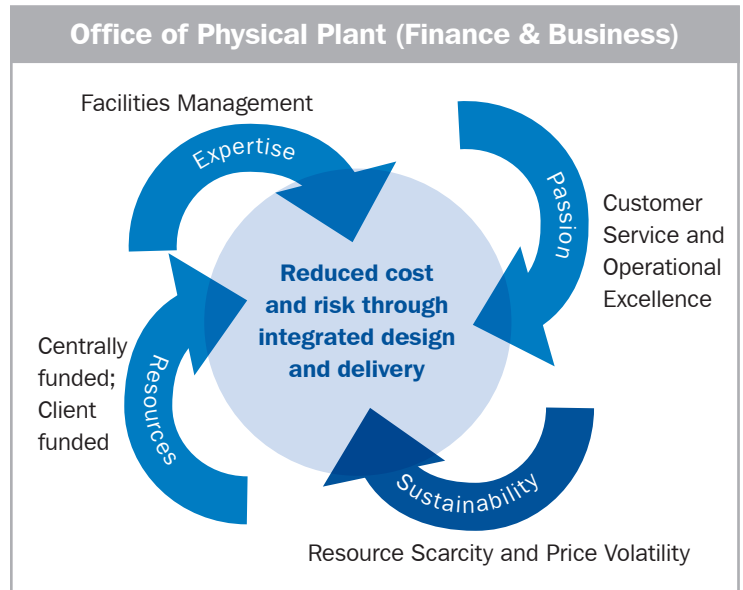 Office of Physical Plant (Finance & Business)
Facilities Management
Expertise
Passion
Customer
Service and
Operational
Excellence
Reduced cost
and risk through
integrated design
and delivery
Centrally
funded;
Client
funded
Resources
Sustainability
Resource Scarcity and Price Volatility